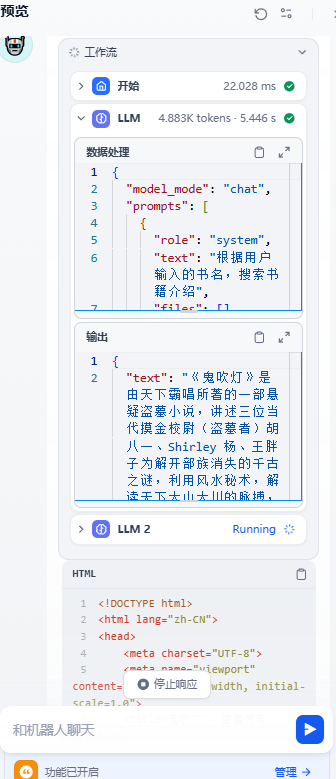 预览
工作流
开始 22.028 ms
LLM 4.883K tokens · 5.446 s
数据处理
1 {
2 "model_mode": "chat",
3 "prompts": [
4 {
5 "role": "system",
6 "text": "根据用户
输入的书名，搜索书
籍介绍",
7 "files": []
输出
1 {
2 "text": "《鬼吹灯》是
由天下霸唱所著的一部悬
疑盗墓小说，讲述三位当
代摸金校尉（盗墓者）胡
八一、Shirley 杨、王胖
子为解开部族消失的千古
之谜，利用风水秘术，解
读天下大山大川的脉搏，
LLM 2 Running
HTML
1 <!DOCTYPE html>
2 <html lang="zh-CN">
3 <head>
4 <meta charset="UTF-8">
5 <meta name="viewport"
content= width, initial-
scale=1.0">
停止响应
和机器人聊天
功能已开启 管理 →